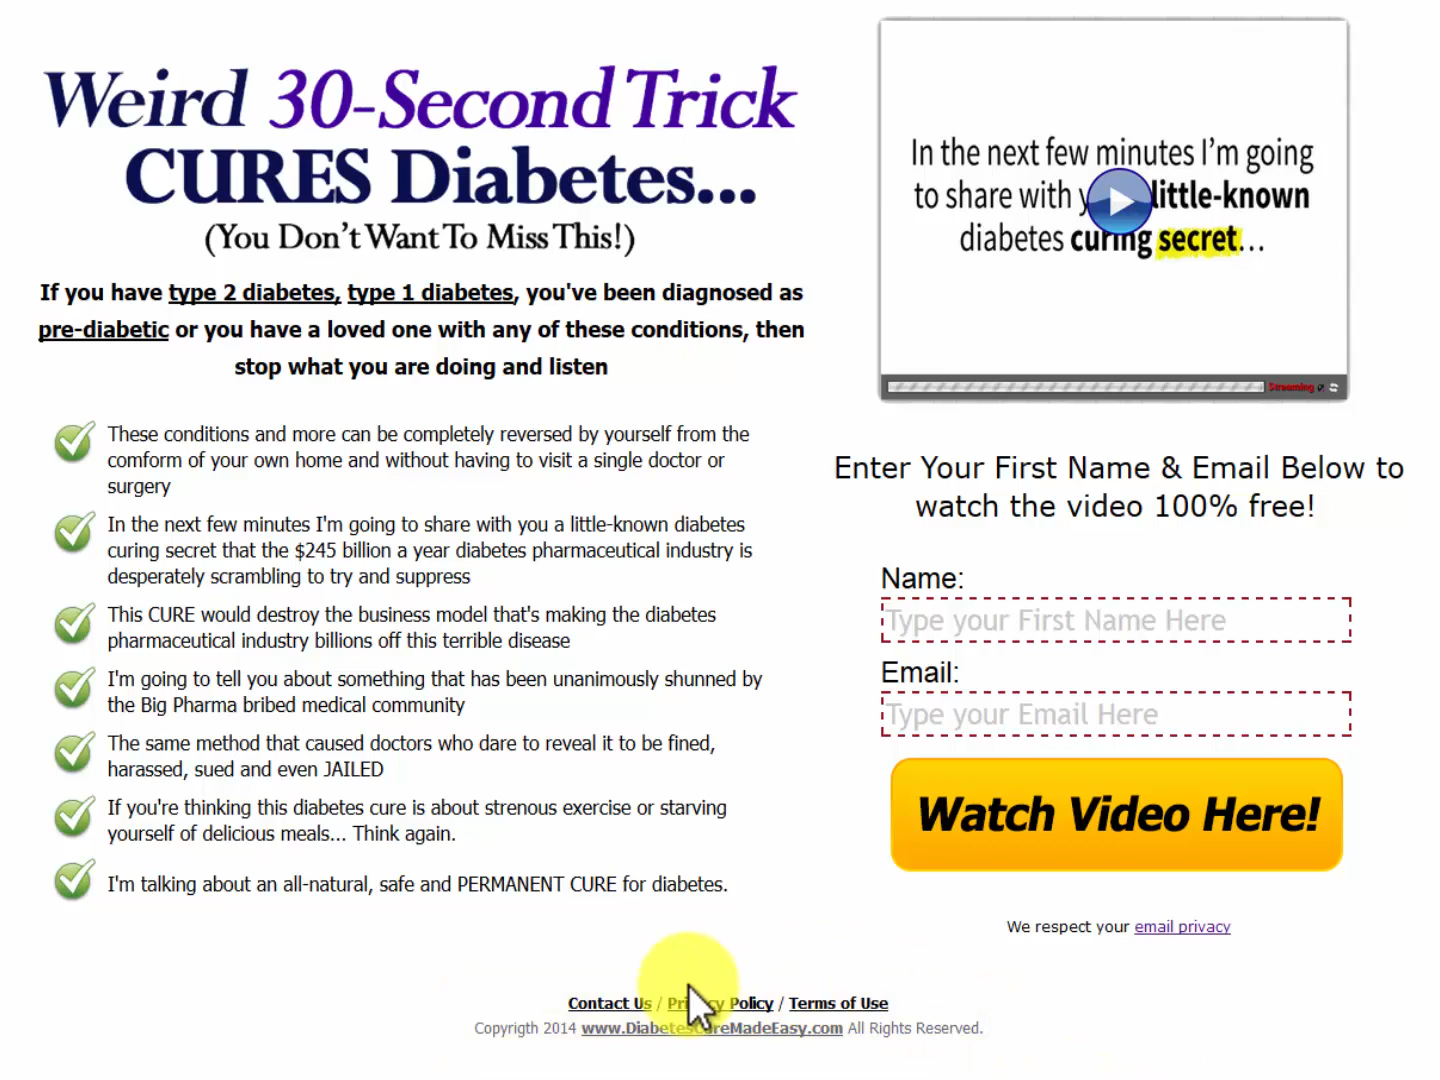 Weird 30-Second Trick
CURES Diabetes...
(You Don't Want To Miss This!)
If you have type 2 diabetes, type 1 diabetes, you've been diagnosed as
pre-diabetic or you have a loved one with any of these conditions, then
stop what you are doing and listen
These conditions and more can be completely reversed by yourself from the
comform of your own home and without having to visit a single doctor or
surgery
In the next few minutes I'm going to share with you a little-known diabetes
curing secret that the $245 billion a year diabetes pharmaceutical industry is
desperately scrambling to try and suppress
This CURE would destroy the business model that's making the diabetes
pharmaceutical industry billions off this terrible disease
I'm going to tell you about something that has been unanimously shunned by
the Big Pharma bribed medical community
The same method that caused doctors who dare to reveal it to be fined,
harassed, sued and even JAILED
If you're thinking this diabetes cure is about strenous exercise or starving
yourself of delicious meals... Think again.
I'm talking about an all-natural, safe and PERMANENT CURE for diabetes.
In the next few minutes I'm going
to share with little-known
diabetes curing secret...
Streaming
Enter Your First Name & Email Below to
watch the video 100% free!
Name:
Type your First Name Here
Email:
Type your Email Here
Watch Video Here!
We respect your email privacy
Contact Us / Privacy Policy / Terms of Use
Copyrigth 2014 www.DiabetesCureMadeEasy.com All Rights Reserved.